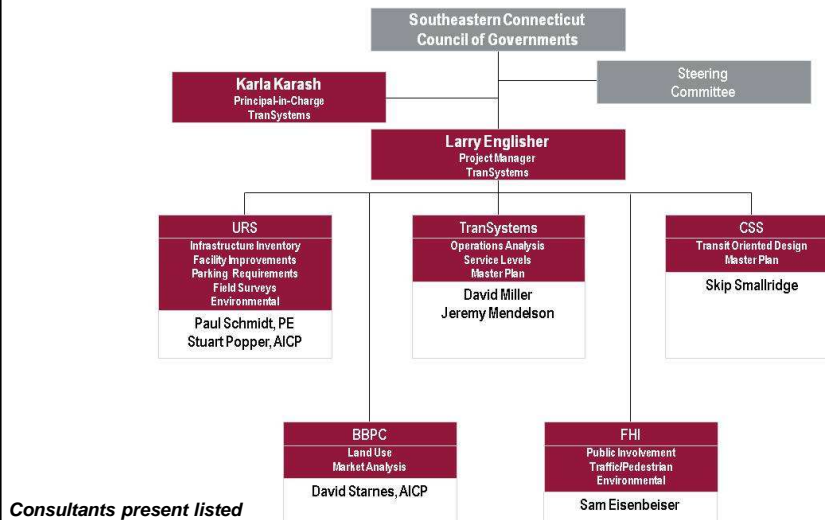 Southeastern Connecticut
Council of Governments
Steering
Committee
Karla Karash
Principal-in-Charge
TranSystems
Larry Englisher
Project Manager
TranSystems
URS
Infrastructure Inventory
Facility Improvements
Parking Requirements
Field Surveys
Environmental
Paul Schmidt, PE
Stuart Popper, AICP
TranSystems
Operations Analysis
Service Levels
Master Plan
David Miller
Jeremy Mendelson
CSS
Transit Oriented Design
Master Plan
Skip Smallridge
BBPC
Land Use
Market Analysis
David Starnes, AICP
FHI
Public Involvement
Traffic/Pedestrian
Environmental
Sam Eisenbeiser
Consultants present listed